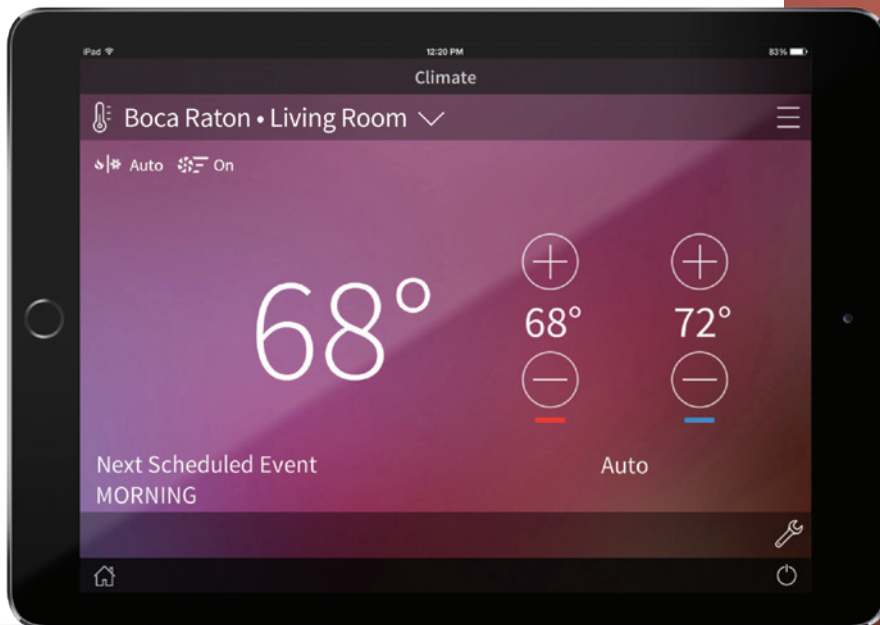 iPad 12:20 PM 83%
Climate
Boca Raton • Living Room
Auto On
68° 68° 72°
Next Scheduled Event Auto
MORNING